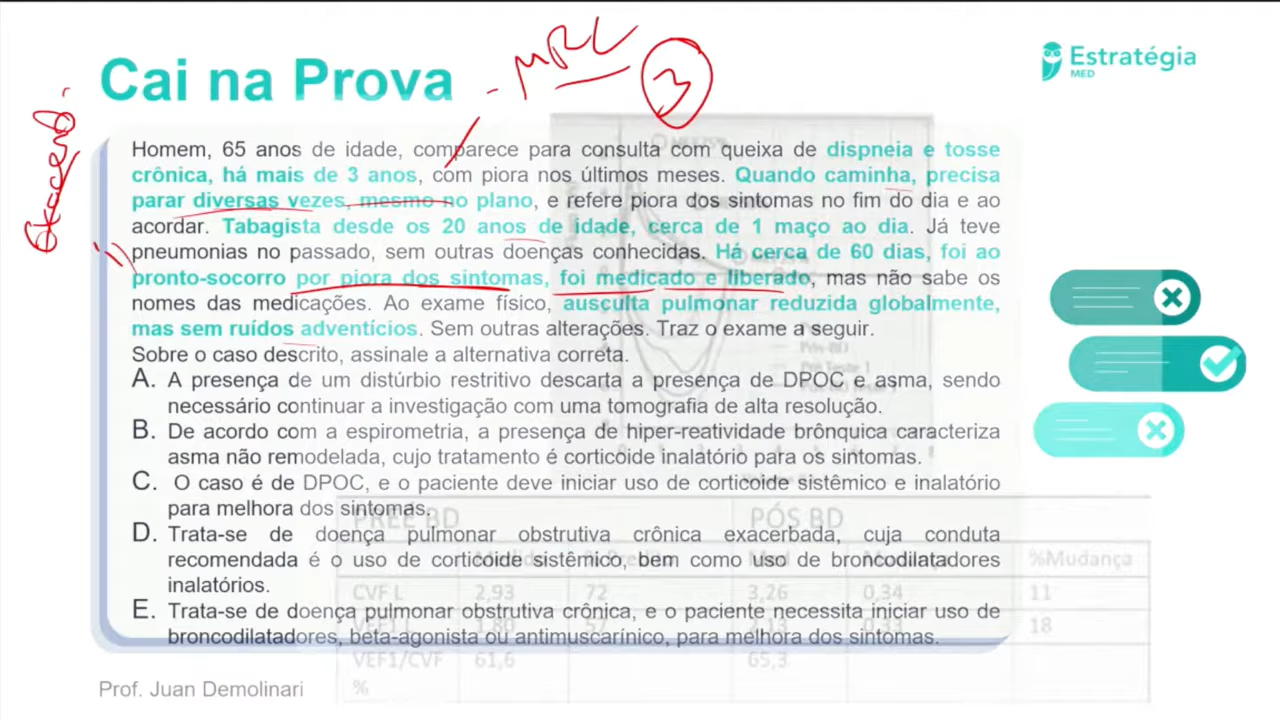 MRC
3
Estratégia
MED
Cai na Prova
Homem, 65 anos de idade, comparece para consulta com queixa de dispneia e tosse
crônica, há mais de 3 anos, com piora nos últimos meses. Quando caminha, precisa
parar diversas vezes, mesmo no plano, e refere piora dos sintomas no fim do dia e ao
acordar. Tabagista desde os 20 anos de idade, cerca de 1 maço ao dia. Já teve
pneumonias no passado, sem outras doenças conhecidas. Há cerca de 60 dias, foi ao
pronto-socorro por piora dos sintomas, foi medicado e liberado, mas não sabe os
nomes das medicações. Ao exame físico, ausculta pulmonar reduzida globalmente,
mas sem ruídos adventícios. Sem outras alterações. Traz o exame a seguir.
Sobre o caso descrito, assinale a alternativa correta.
A. A presença de um distúrbio restritivo descarta a presença de DPOC e asma, sendo
necessário continuar a investigação com uma tomografia de alta resolução.
B. De acordo com a espirometria, a presença de hiper-reatividade brônquica caracteriza
asma não remodelada, cujo tratamento é corticoide inalatório para os sintomas.
C. O caso é de DPOC, e o paciente deve iniciar uso de corticoide sistêmico e inalatório
para melhora dos sintomas.
D. Trata-se de doença pulmonar obstrutiva crônica exacerbada, cuja conduta
recomendada é o uso de corticoide sistêmico, bem como uso de broncodilatadores
inalatórios.
E. Trata-se de doença pulmonar obstrutiva crônica, e o paciente necessita iniciar uso de
broncodilatadores, beta-agonista ou antimuscarínico, para melhora dos sintomas.
PREÉ BD PÓS BD
%Mudança
CVF L 2,93 72 3,26 0,34 11
18
VEF1/CVF 61,6 65,3
%
Prof. Juan Demolinari